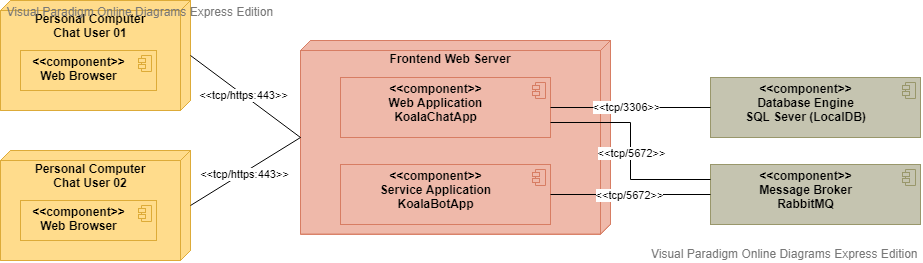 Visual Paradigm Online Diagrams Express Edition
Personal Computer
Chat User 01
<<component>>
Web Browser
<<tcp/https:443>>
Personal Computer
Chat User 02
<<component>>
Web Browser
<<tcp/https:443>>
Frontend Web Server
<<component>>
Web Application
KoalaChatApp
<<component>>
Service Application
KoalaBotApp
<<tcp/3306>>
<<tcp/5672>>
<<tcp/5672>>
<<component>>
Database Engine
SQL Sever (LocalDB)
<<component>>
Message Broker
RabbitMQ
Visual Paradigm Online Diagrams Express Edition